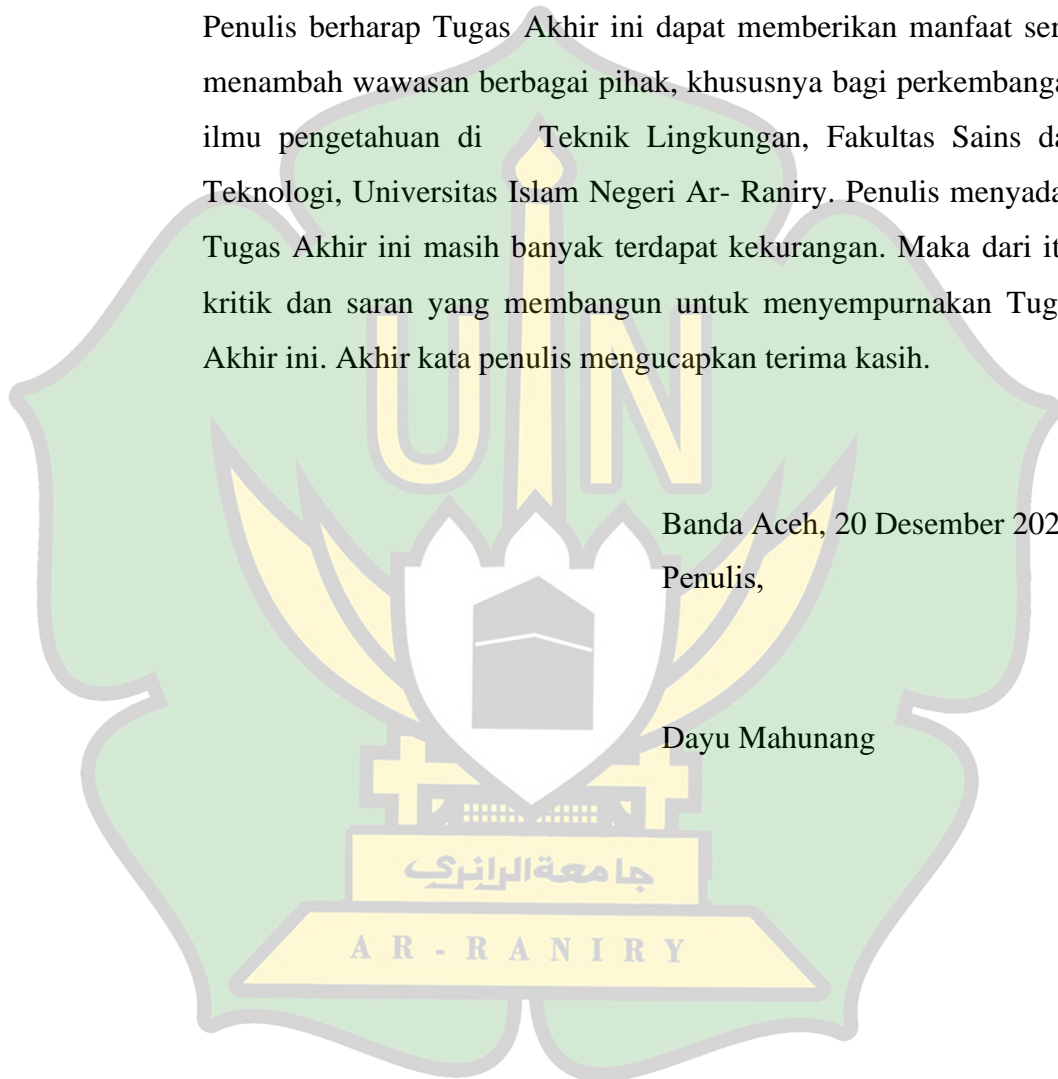 Penulis berharap Tugas Akhir ini dapat memberikan manfaat ser
menambah wawasan berbagai pihak, khususnya bagi perkembanga
ilmu pengetahuan di Teknik Lingkungan, Fakultas Sains da
Teknologi, Universitas Islam Negeri Ar- Raniry. Penulis menyada
Tugas Akhir ini masih banyak terdapat kekurangan. Maka dari it
kritik dan saran yang membangun untuk menyempurnakan Tug
Akhir ini. Akhir kata penulis mengucapkan terima kasih.
UIN
Banda Aceh, 20 Desember 202
Penulis,
Dayu Mahunang
جامعة الرانري
AR-RANIRY